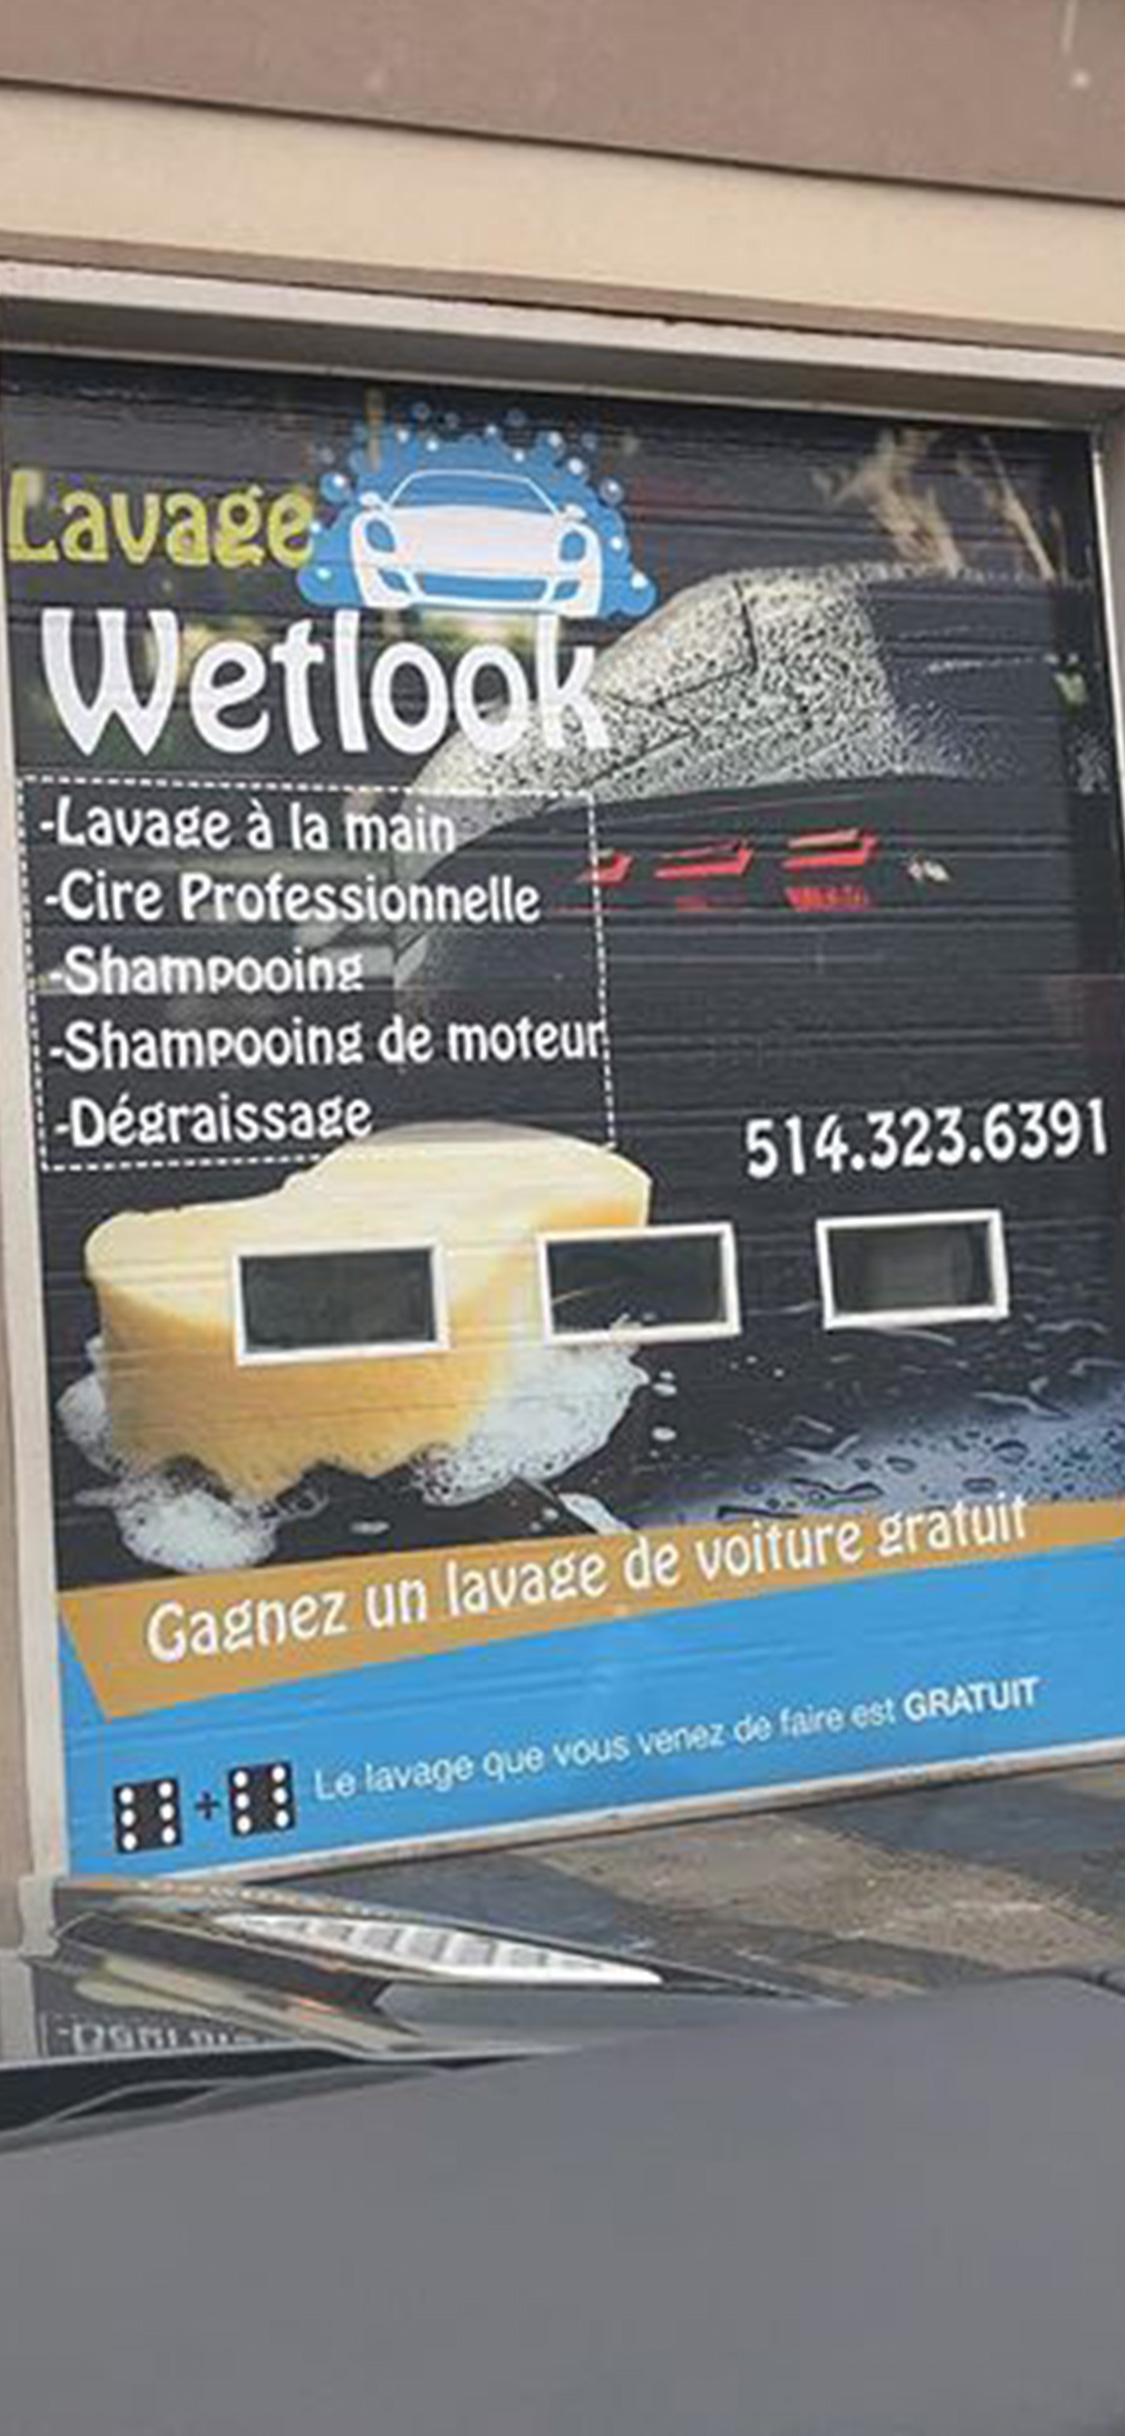 Lavage
Wetlook
-Lavage à la main
-Cire Professionnelle
-Shampooing
-Shampooing de moteur
-Dégraissage
514.323.6391
Gagnez un lavage de voiture gratuit
+ Le lavage que vous venez de faire est GRATUIT